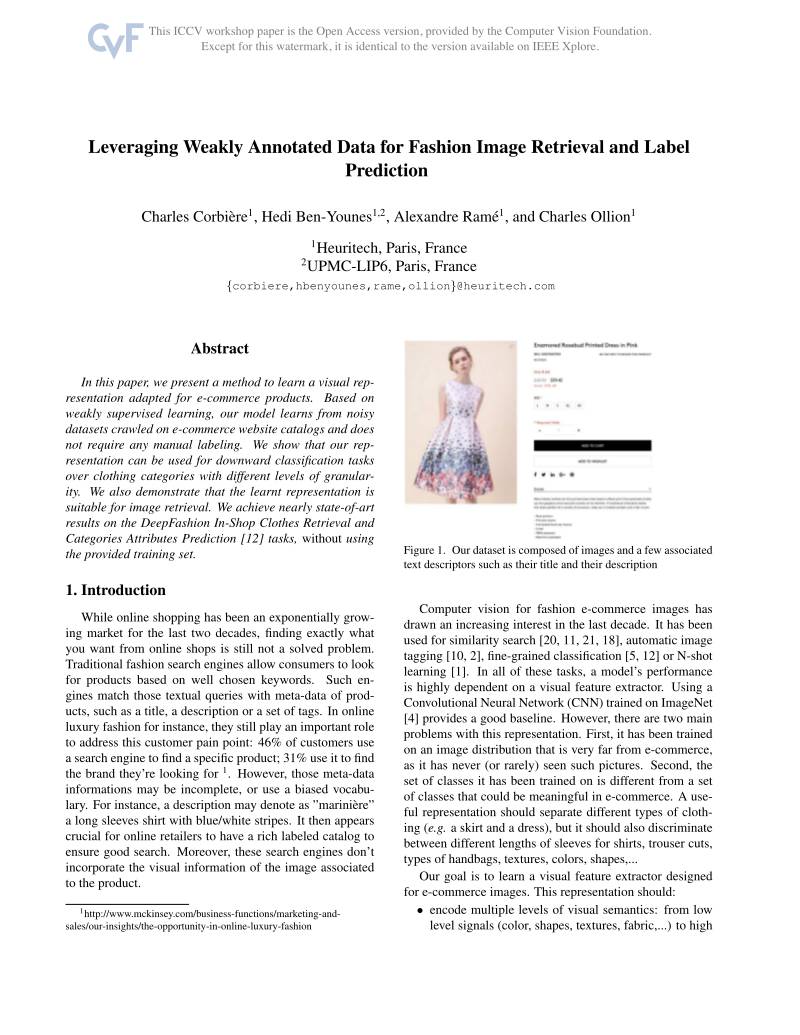 CVF
This ICCV workshop paper is the Open Access version, provided by the Computer Vision Foundation.
Except for this watermark, it is identical to the version available on IEEE Xplore.
Leveraging Weakly Annotated Data for Fashion Image Retrieval and Label
Prediction
Charles Corbière1, Hedi Ben-Younes1,2, Alexandre Ramé1, and Charles Ollion1
1Heuritech, Paris, France
2UPMC-LIP6, Paris, France
{corbiere,hbenyounes,rame,ollion}@heuritech.com
Abstract
In this paper, we present a method to learn a visual rep-
resentation adapted for e-commerce products. Based on
weakly supervised learning, our model learns from noisy
datasets crawled on e-commerce website catalogs and does
not require any manual labeling. We show that our rep-
resentation can be used for downward classification tasks
over clothing categories with different levels of granular-
ity. We also demonstrate that the learnt representation is
suitable for image retrieval. We achieve nearly state-of-art
results on the DeepFashion In-Shop Clothes Retrieval and
Categories Attributes Prediction [12] tasks, without using
the provided training set.
1. Introduction
While online shopping has been an exponentially grow-
ing market for the last two decades, finding exactly what
you want from online shops is still not a solved problem.
Traditional fashion search engines allow consumers to look
for products based on well chosen keywords. Such en-
gines match those textual queries with meta-data of prod-
ucts, such as a title, a description or a set of tags. In online
luxury fashion for instance, they still play an important role
to address this customer pain point: 46% of customers use
a search engine to find a specific product; 31% use it to find
the brand they're looking for 1. However, those meta-data
informations may be incomplete, or use a biased vocabu-
lary. For instance, a description may denote as ”marinière”
a long sleeves shirt with blue/white stripes. It then appears
crucial for online retailers to have a rich labeled catalog to
ensure good search. Moreover, these search engines don't
incorporate the visual information of the image associated
to the product.
1http://www.mckinsey.com/business-functions/marketing-and-
sales/our-insights/the-opportunity-in-online-luxury-fashion
Enamored Rosebud Printed Dress in Pink
ADD TO CART
ADD TO WISHLIST
Figure 1. Our dataset is composed of images and a few associated
text descriptors such as their title and their description
Computer vision for fashion e-commerce images has
drawn an increasing interest in the last decade. It has been
used for similarity search [20, 11, 21, 18], automatic image
tagging [10, 2], fine-grained classification [5, 12] or N-shot
learning [1]. In all of these tasks, a model's performance
is highly dependent on a visual feature extractor. Using a
Convolutional Neural Network (CNN) trained on ImageNet
[4] provides a good baseline. However, there are two main
problems with this representation. First, it has been trained
on an image distribution that is very far from e-commerce,
as it has never (or rarely) seen such pictures. Second, the
set of classes it has been trained on is different from a set
of classes that could be meaningful in e-commerce. A use-
ful representation should separate different types of cloth-
ing (e.g. a skirt and a dress), but it should also discriminate
between different lengths of sleeves for shirts, trouser cuts,
types of handbags, textures, colors, shapes,...
Our goal is to learn a visual feature extractor designed
for e-commerce images. This representation should:
• encode multiple levels of visual semantics: from low
level signals (color, shapes, textures, fabric,...) to high